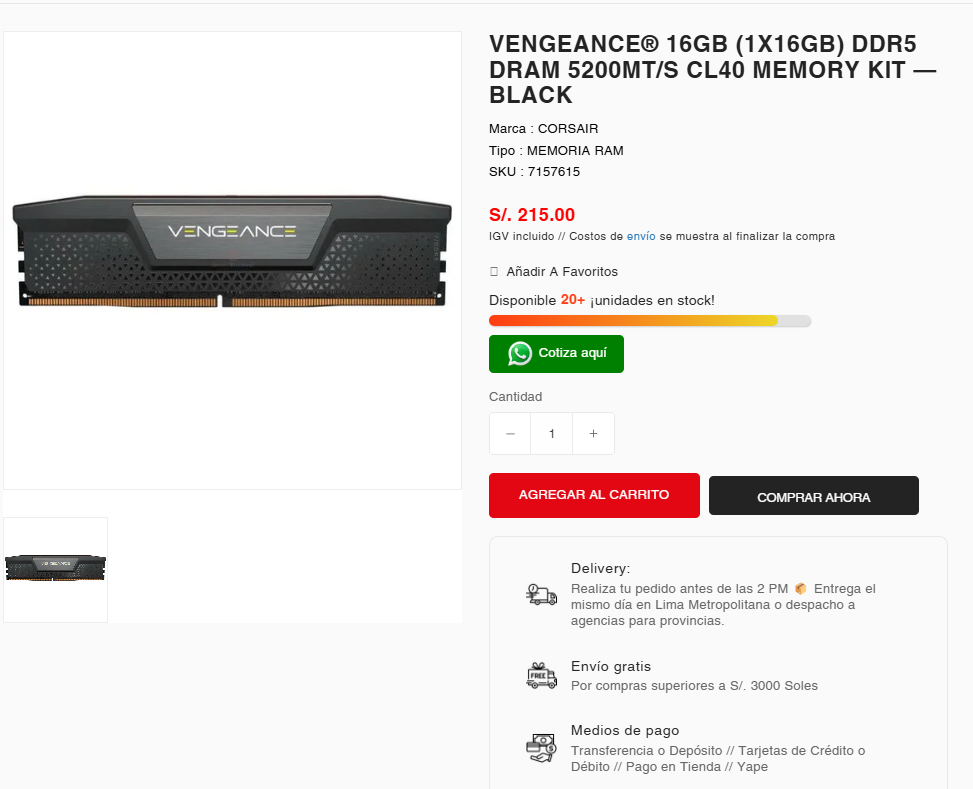 VENGEANCE
VENGEANCE® 16GB (1X16GB) DDR5
DRAM 5200MT/S CL40 MEMORY KIT —
BLACK
Marca : CORSAIR
Tipo : MEMORIA RAM
SKU : 7157615
S/. 215.00
IGV incluido // Costos de envío se muestra al finalizar la compra
Añadir A Favoritos
Disponible 20+ ¡unidades en stock!
Cotiza aquí
Cantidad
− 1 +
AGREGAR AL CARRITO
COMPRAR AHORA
VENGEANCE
Delivery:
Realiza tu pedido antes de las 2 PM 📦 Entrega el
mismo día en Lima Metropolitana o despacho a
agencias para provincias.
FREE
Envío gratis
Por compras superiores a S/. 3000 Soles
Medios de pago
Transferencia o Depósito // Tarjetas de Crédito o
Débito // Pago en Tienda // Yape